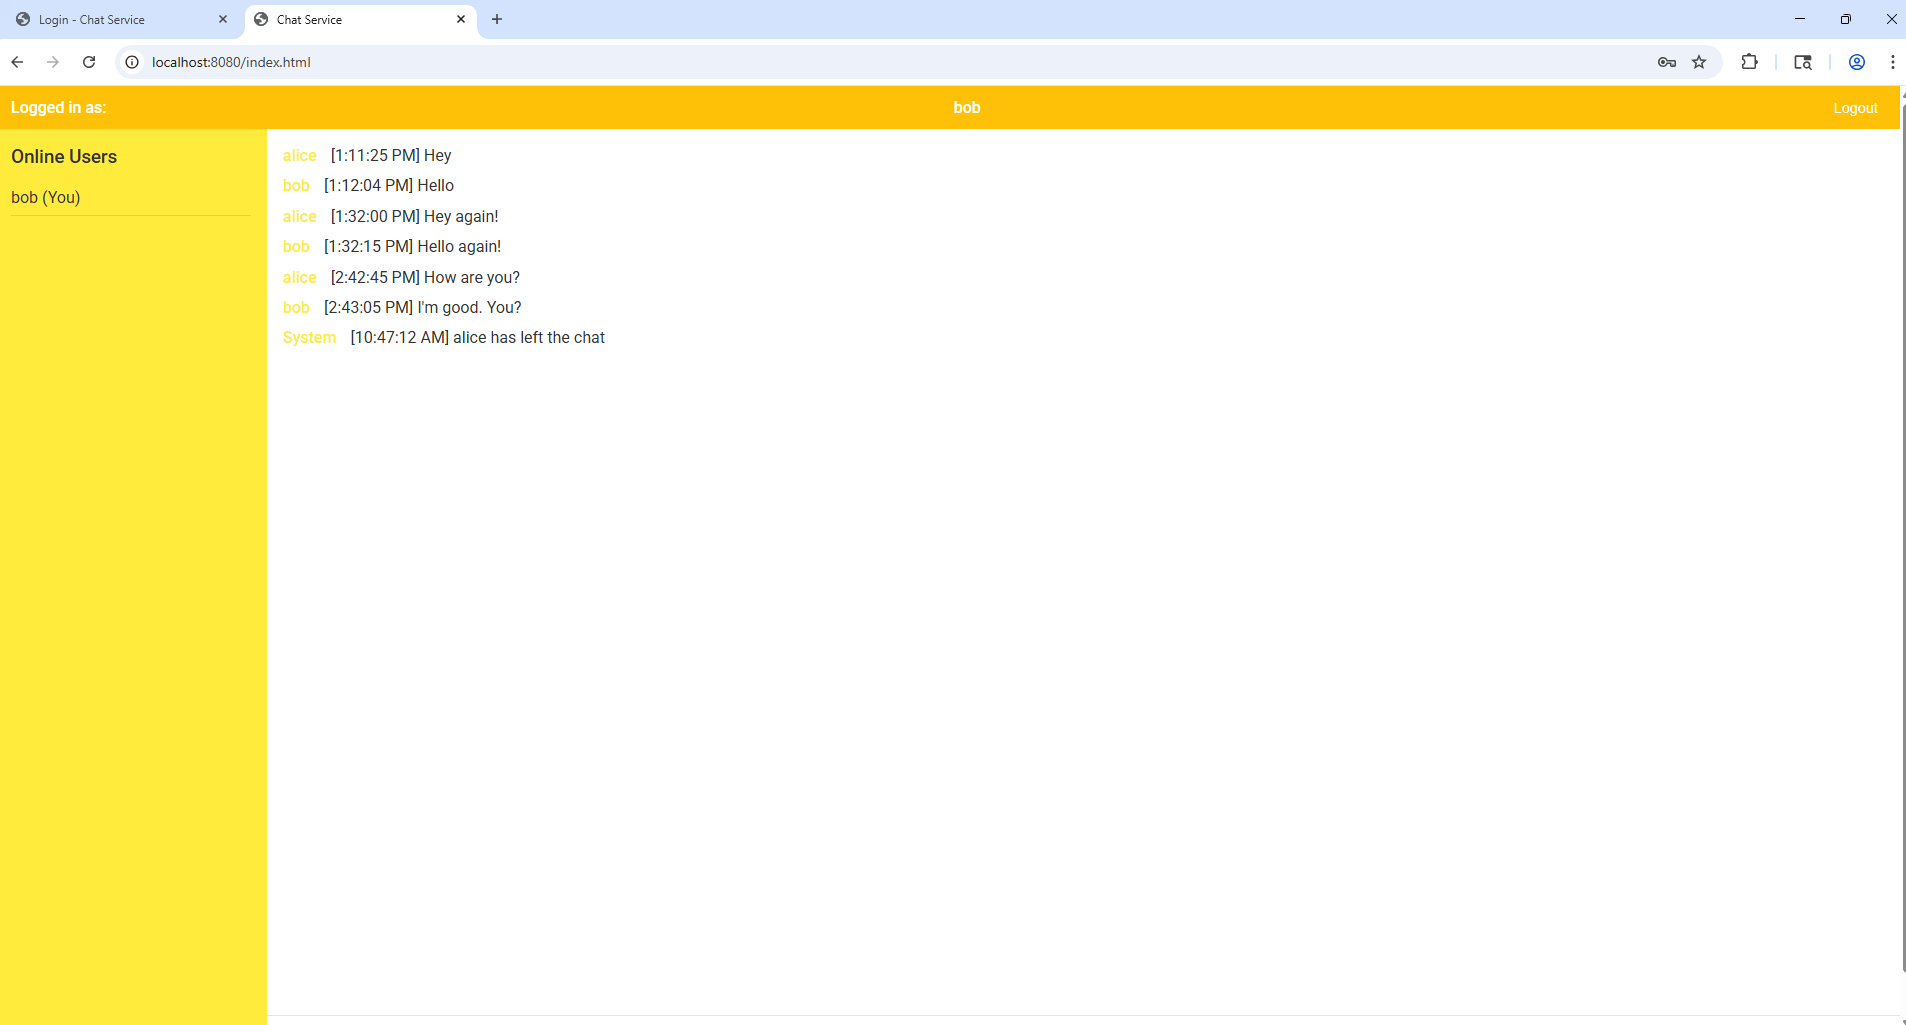 Login - Chat Service
Chat Service
localhost:8080/index.html
Logged in as: bob Logout
Online Users
bob (You)
alice [1:11:25 PM] Hey
bob [1:12:04 PM] Hello
alice [1:32:00 PM] Hey again!
bob [1:32:15 PM] Hello again!
alice [2:42:45 PM] How are you?
bob [2:43:05 PM] I'm good. You?
System [10:47:12 AM] alice has left the chat